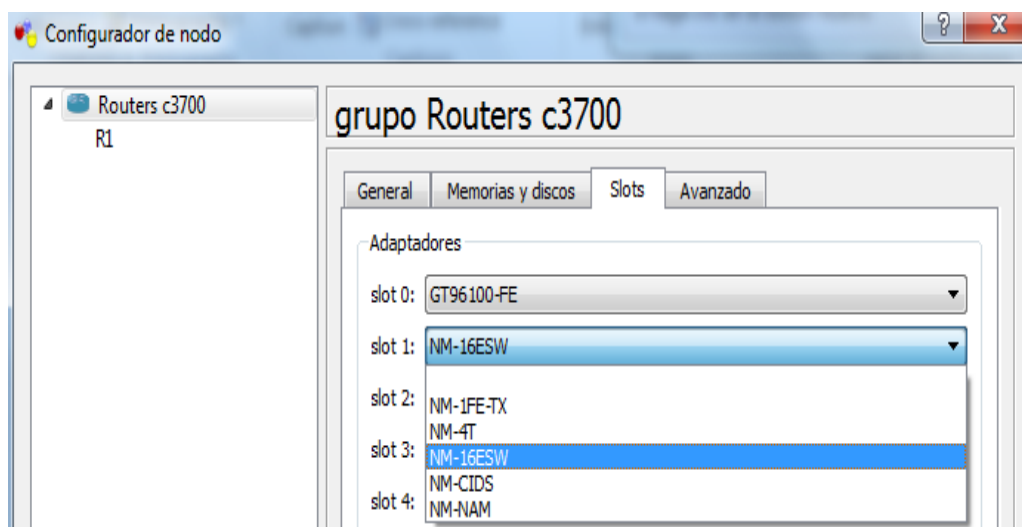 Configurador de nodo
Routers c3700
R1
grupo Routers c3700
General Memorias y discos Slots Avanzado
Adaptadores
slot 0: GT96100-FE
slot 1: NM-16ESW
slot 2:
NM-1FE-TX
NM-4T
slot 3:
NM-16ESW
NM-CIDS
slot 4:
NM-NAM